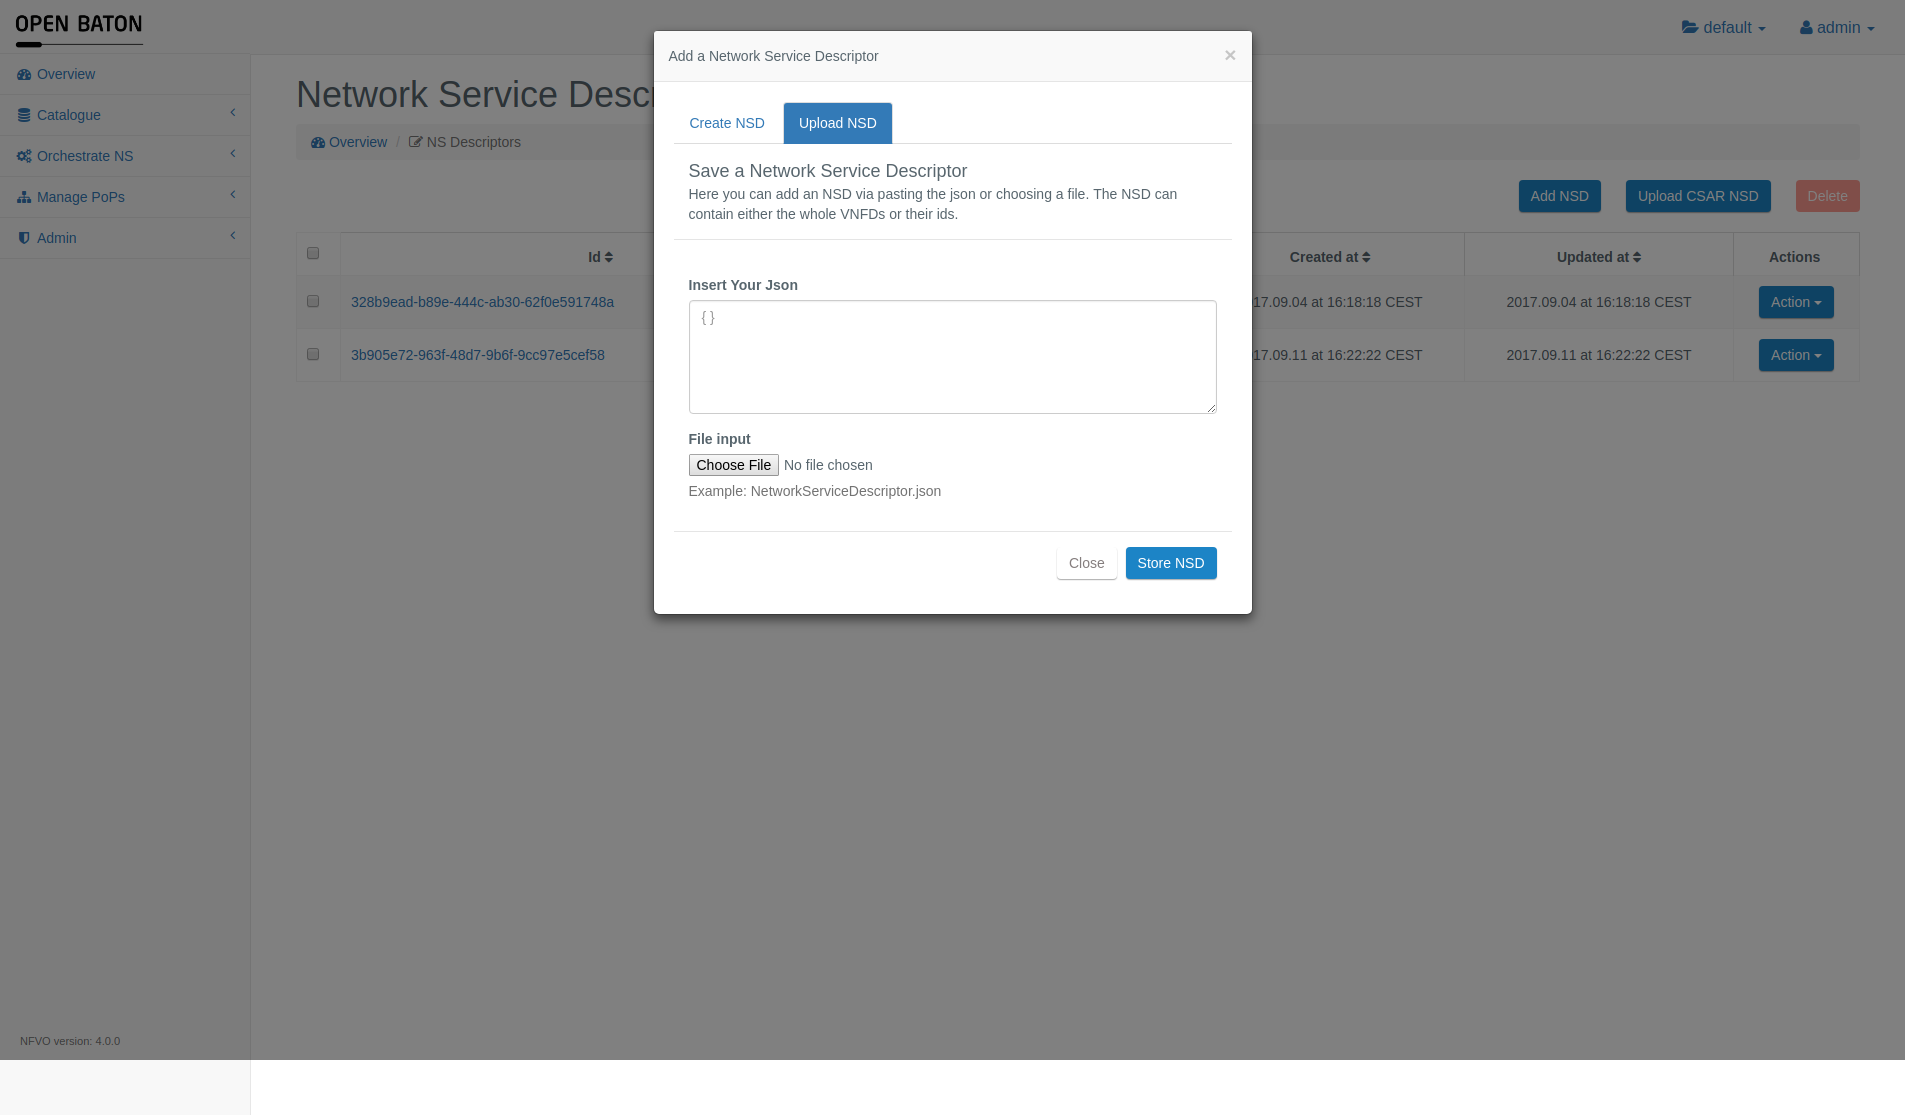 OPEN BATON
default
admin
Overview
Catalogue
Orchestrate NS
Manage PoPs
Admin
NFVO version: 4.0.0
Network Service Desc
Overview / NS Descriptors
Add NSD
Upload CSAR NSD
Delete
Id
Created at
Updated at
Actions
328b9ead-b89e-444c-ab30-62f0e591748a
17.09.04 at 16:18:18 CEST
2017.09.04 at 16:18:18 CEST
Action
3b905e72-963f-48d7-9b6f-9cc97e5cef58
17.09.11 at 16:22:22 CEST
2017.09.11 at 16:22:22 CEST
Action
Add a Network Service Descriptor
×
Create NSD
Upload NSD
Save a Network Service Descriptor
Here you can add an NSD via pasting the json or choosing a file. The NSD can
contain either the whole VNFDs or their ids.
Insert Your Json
{ }
File input
Choose File No file chosen
Example: NetworkServiceDescriptor.json
Close
Store NSD